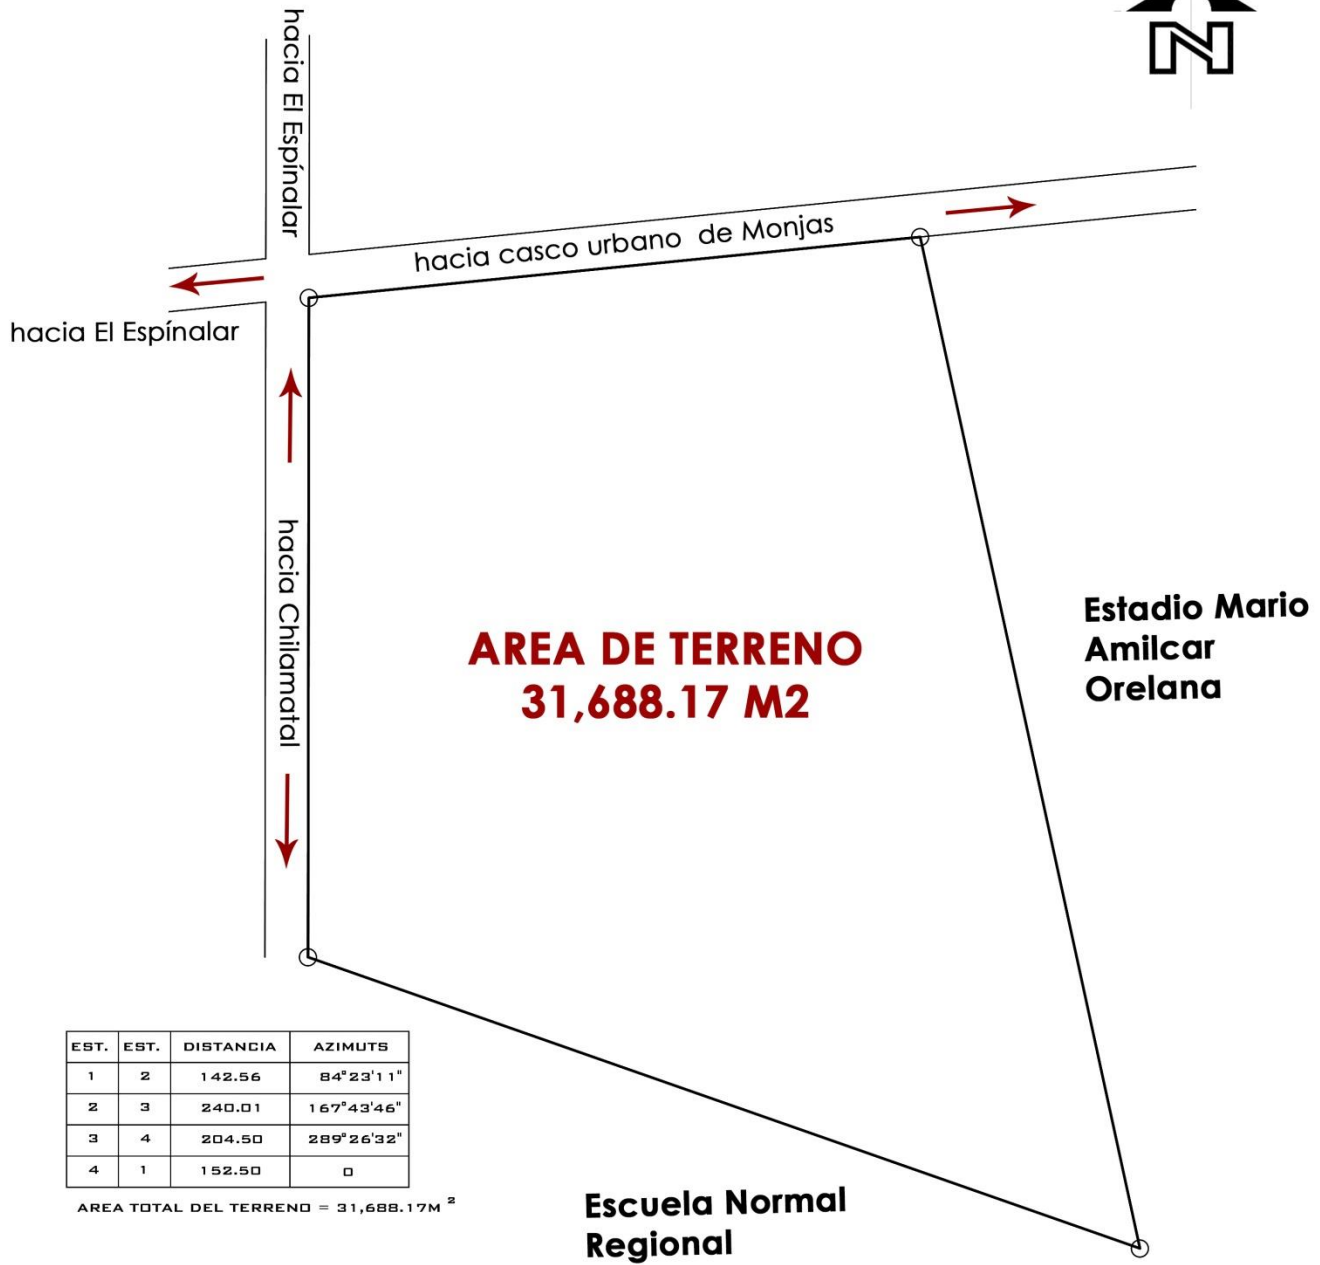 N
hacia El Espínalar
hacia casco urbano de Monjas
hacia El Espínalar
hacia Chilamatal
AREA DE TERRENO
31,688.17 M2
Estadio Mario
Amilcar
Orelana
EST. EST. DISTANCIA AZIMUTS
1 2 142.56 84°23'11"
2 3 240.01 167°43'46"
3 4 204.50 289°26'32"
4 1 152.50 0
AREA TOTAL DEL TERRENO = 31,688.17M ²
Escuela Normal
Regional